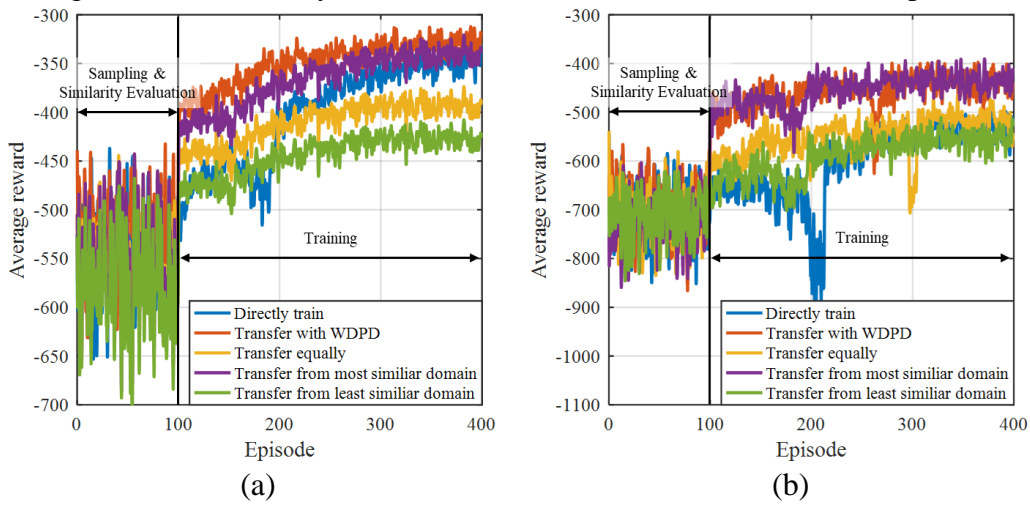 -300
-350
-400
-450
-500
-550
-600
-650
-700
0
100
200
300
400
Average reward
Episode
Sampling &
Similarity Evaluation
Training
Directly train
Transfer with WDPD
Transfer equally
Transfer from most similiar domain
Transfer from least similiar domain
(a)
-300
-400
-500
-600
-700
-800
-900
-1000
-1100
0
100
200
300
400
Average reward
Episode
Sampling &
Similarity Evaluation
Training
Directly train
Transfer with WDPD
Transfer equally
Transfer from most similiar domain
Transfer from least similiar domain
(b)